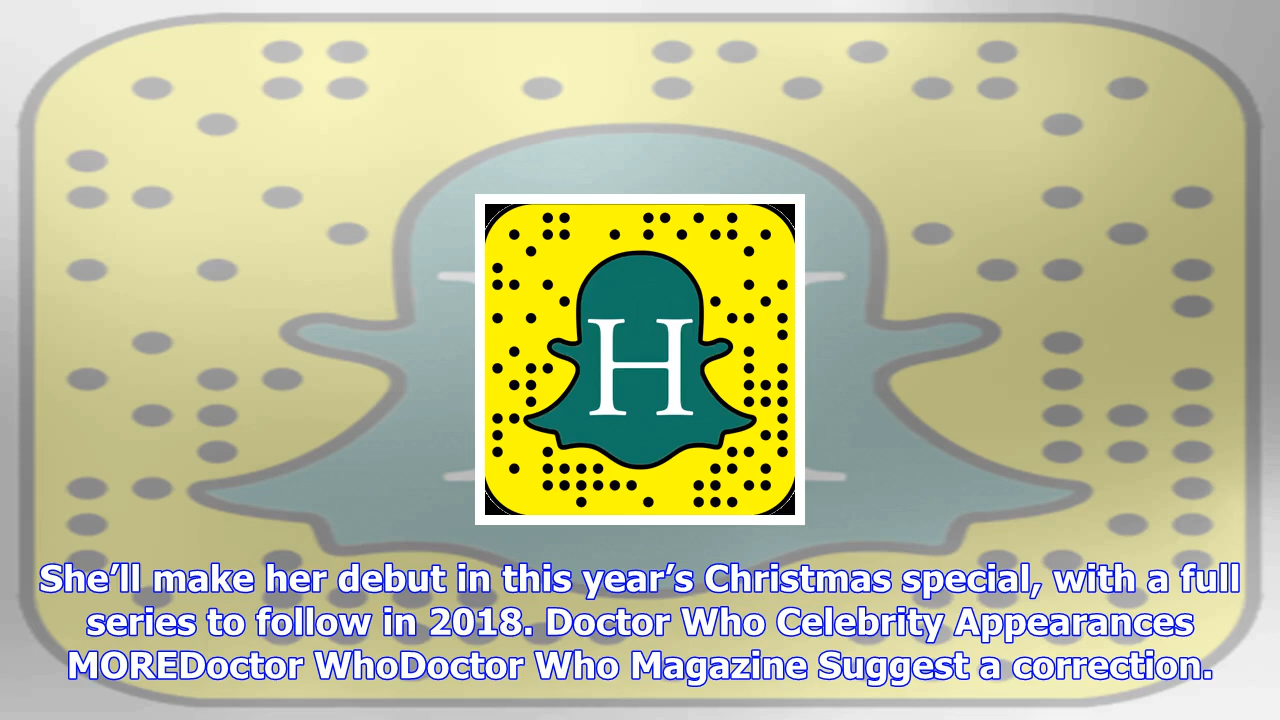 H
She’ll make her debut in this year’s Christmas special, with a full
series to follow in 2018. Doctor Who Celebrity Appearances
MOREDoctor WhoDoctor Who Magazine Suggest a correction.